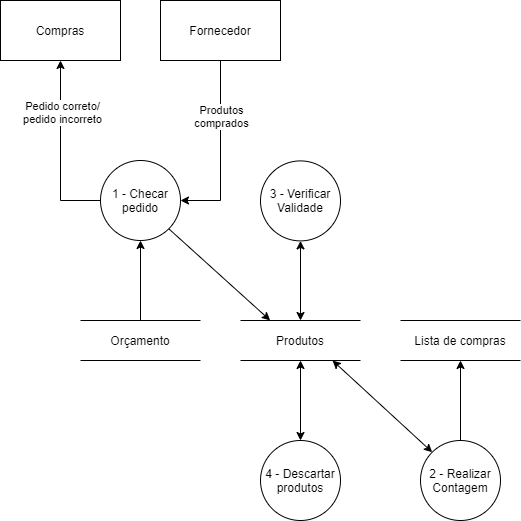 Compras
Fornecedor
Pedido correto/
pedido incorreto
Produtos
comprados
1 - Checar
pedido
3 - Verificar
Validade
Orçamento
Produtos
Lista de compras
4 - Descartar
produtos
2 - Realizar
Contagem